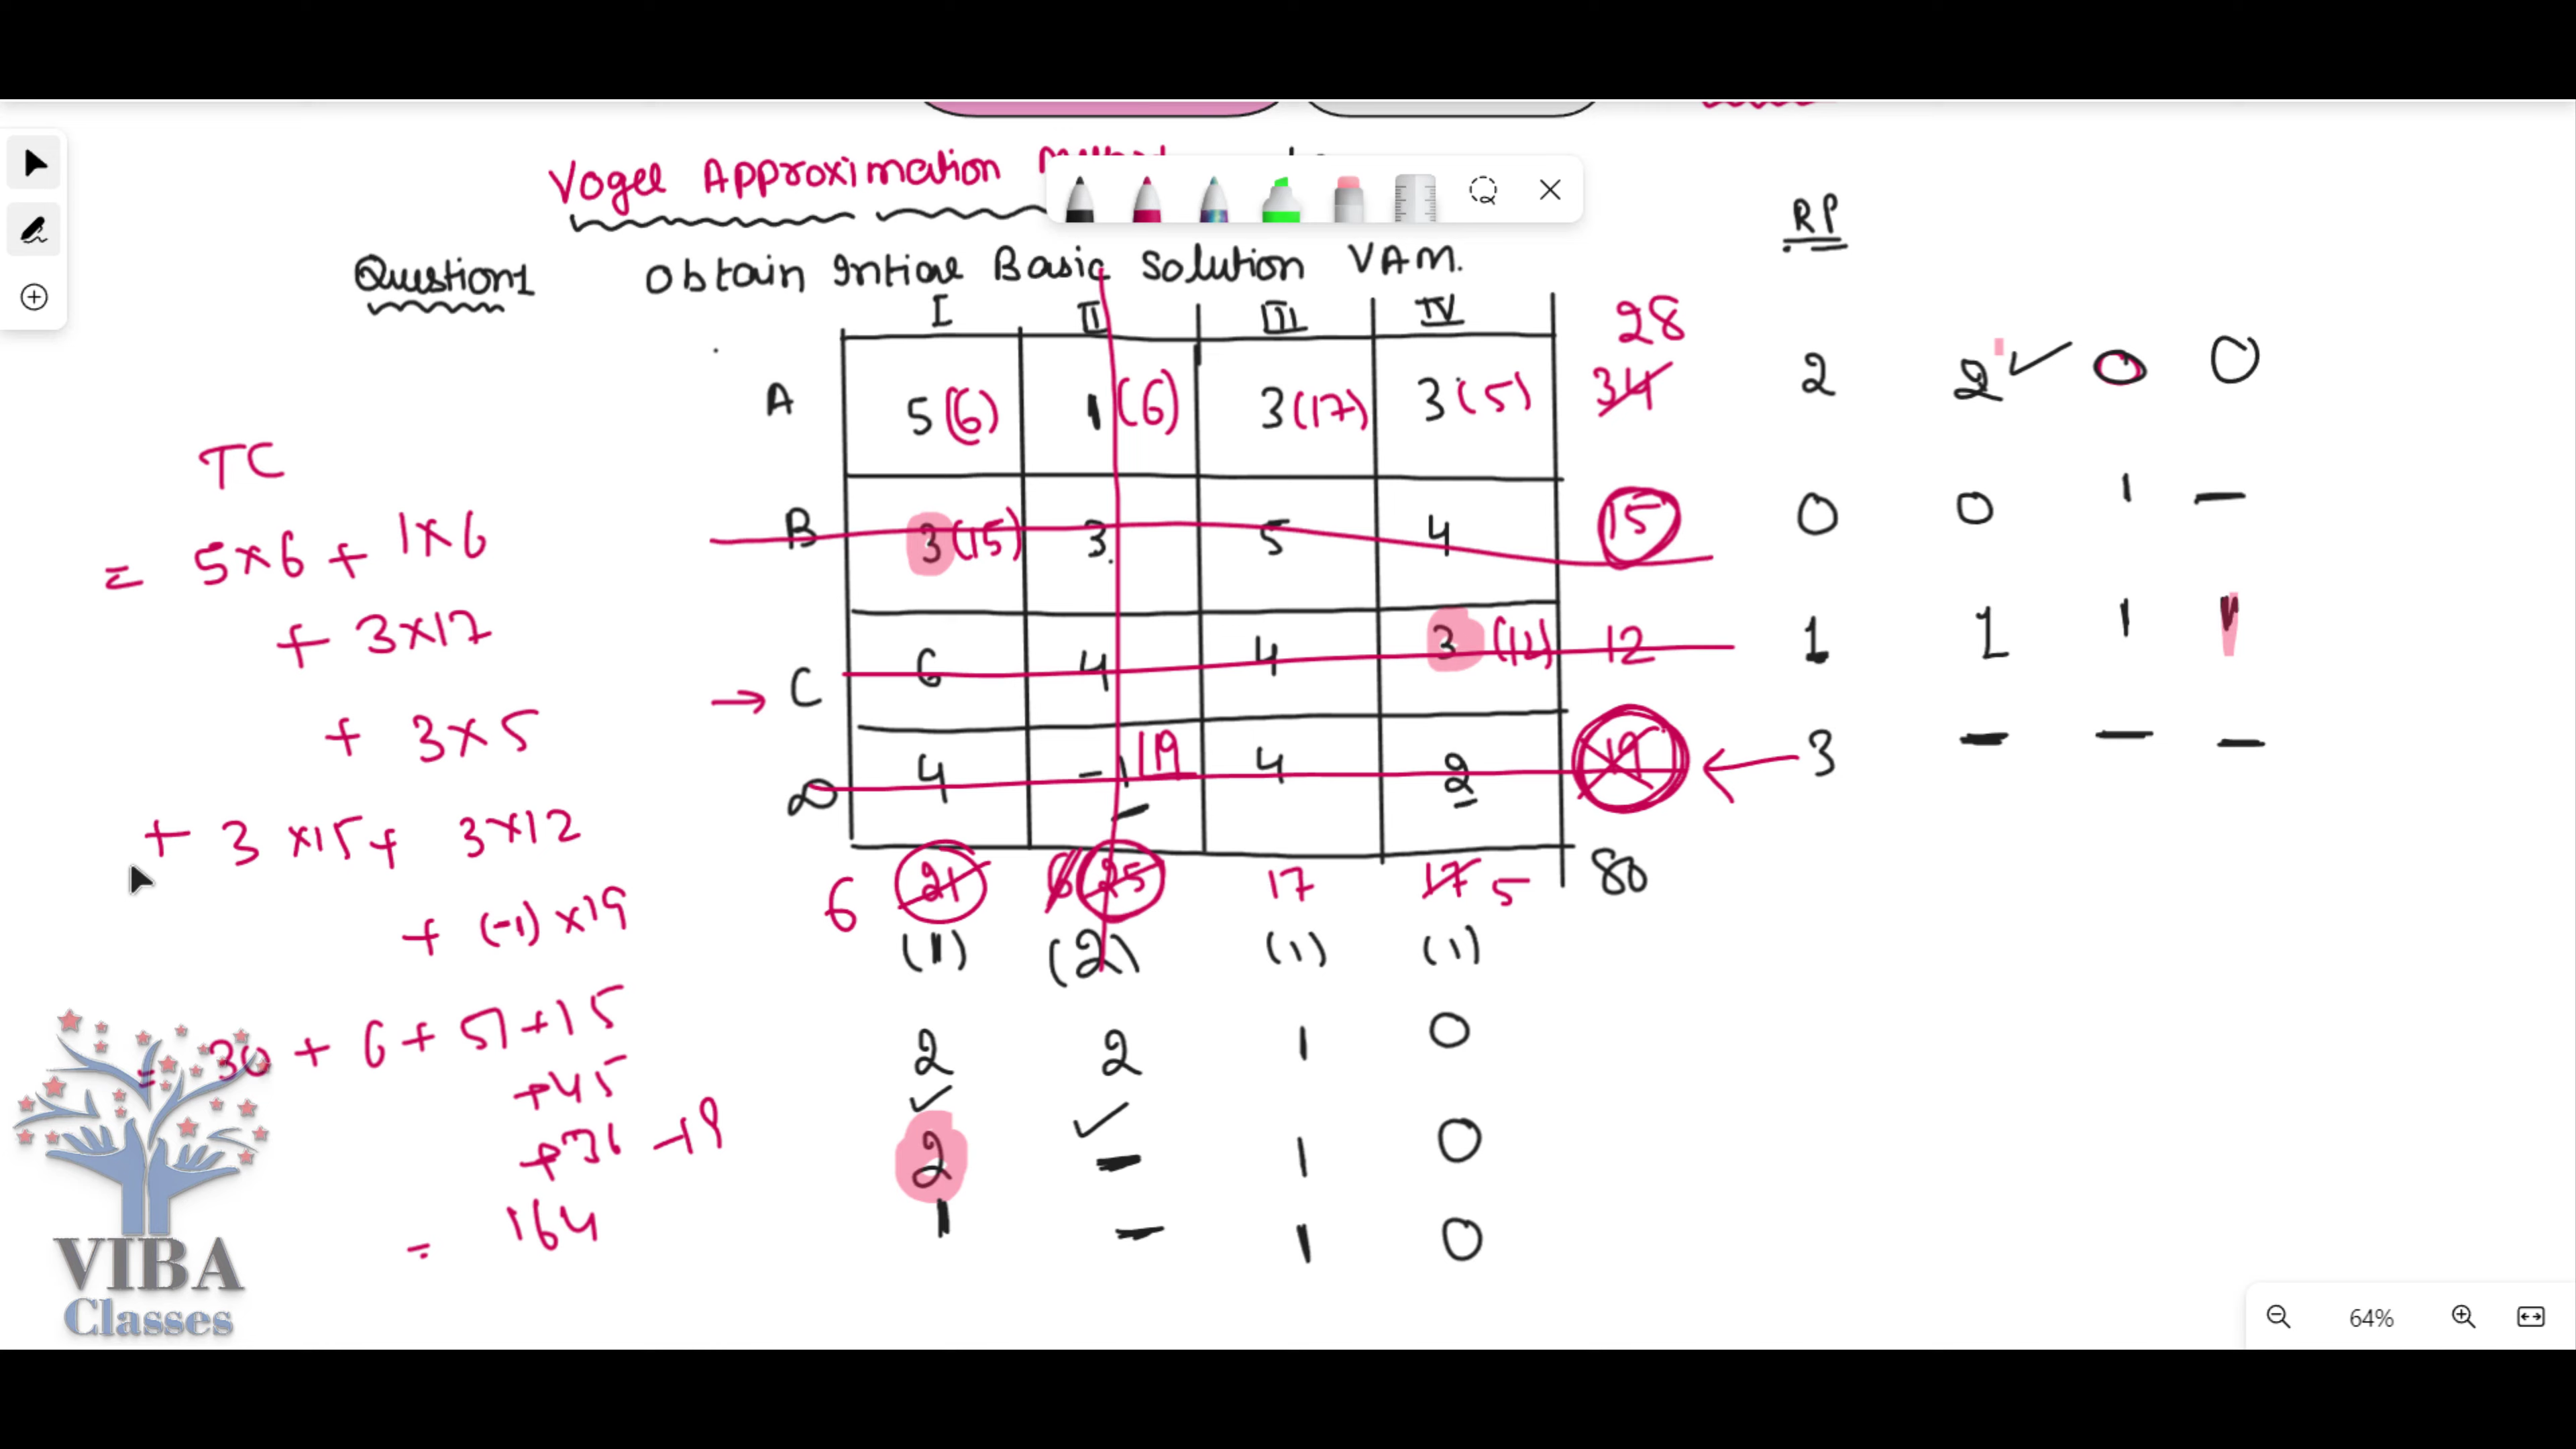 Vogel Approximation
RP
Question1 obtain Intial Basic Solution VAM.
I II III IV 28
A 5 (6) 1 (6) 3 (17) 3 (5) 34 2 2 0 0
B 3 (15) 3 5 4 15 0 0 1 —
C 6 4 4 3 (12) 12 1 1 1 1
D 4 -1 19 4 2 19 3 — — —
6 21 6 25 17 17 5 80
(1) (2) (1) (1)
2 2 1 0
2 — 1 0
1 — 1 0
TC
= 5×6 + 1×6
+ 3×17
+ 3×5
+ 3×15 + 3×12
+ (-1)×19
= 30 + 6 + 51 + 15
+45
+36 -19
= 164
VIBA
Classes
64%